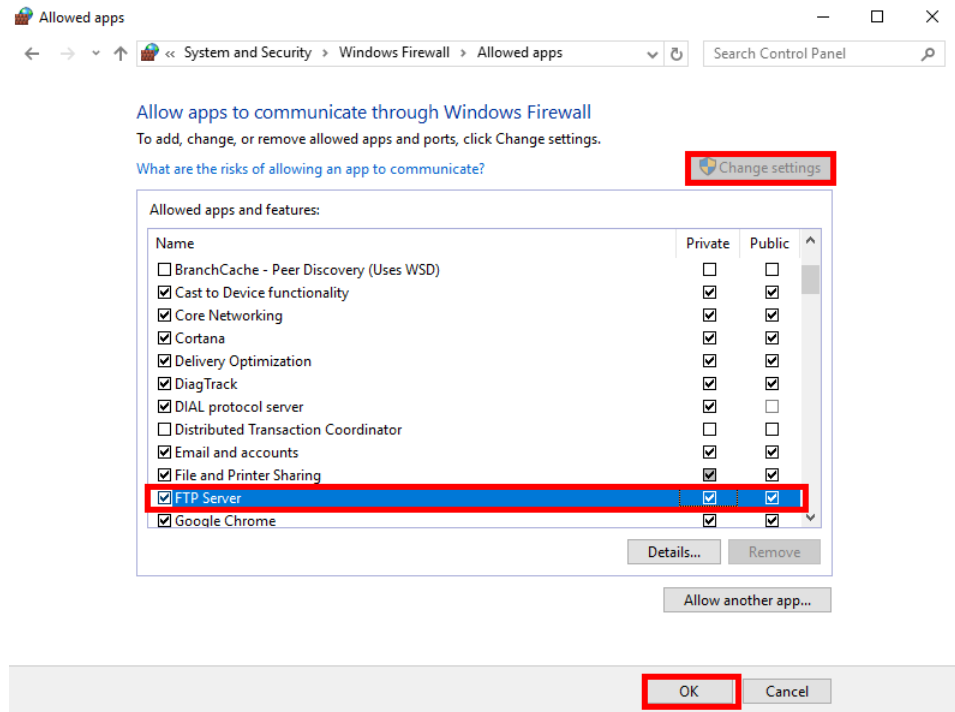 Allowed apps
« System and Security > Windows Firewall > Allowed apps
Search Control Panel
Allow apps to communicate through Windows Firewall
To add, change, or remove allowed apps and ports, click Change settings.
What are the risks of allowing an app to communicate?
Change settings
Allowed apps and features:
Name Private Public
BranchCache - Peer Discovery (Uses WSD)
Cast to Device functionality
Core Networking
Cortana
Delivery Optimization
DiagTrack
DIAL protocol server
Distributed Transaction Coordinator
Email and accounts
File and Printer Sharing
FTP Server
Google Chrome
Details... Remove
Allow another app...
OK Cancel